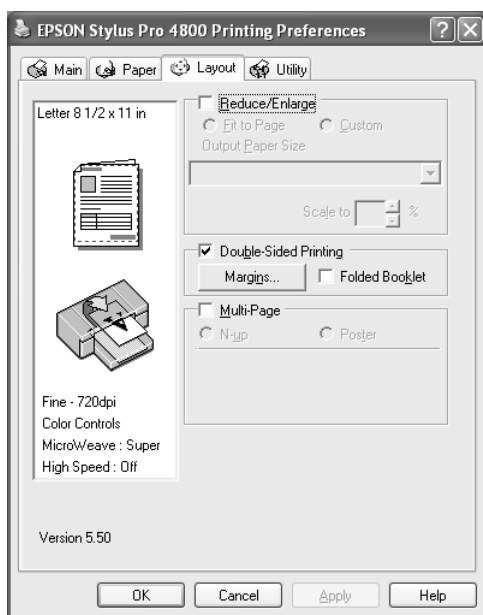 EPSON Stylus Pro 4800 Printing Preferences
Main Paper Layout Utility
Letter 8 1/2 x 11 in
Fine - 720dpi
Color Controls
MicroWeave : Super
High Speed : Off
Version 5.50
Reduce/Enlarge
Fit to Page Custom
Output Paper Size
Scale to %
Double-Sided Printing
Margins... Folded Booklet
Multi-Page
N-up Poster
OK Cancel Apply Help